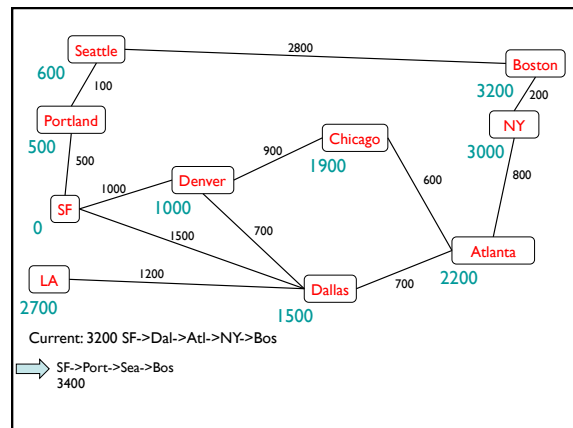 2800
Seattle
Boston
600
3200
100
200
Portland
NY
500
Chicago
3000
900
500
1900
800
Denver
600
1000
1000
SF
700
0
1500
Atlanta
LA
1200
2200
Dallas
700
2700
1500
Current: 3200 SF->Dal->Atl->NY->Bos
SF->Port->Sea->Bos
3400